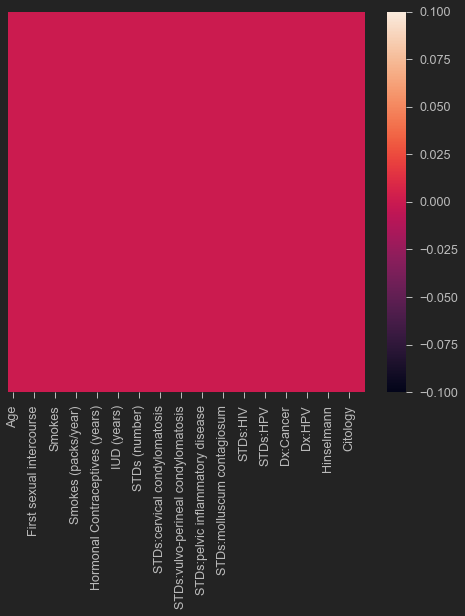 0.100
0.075
0.050
0.025
0.000
−0.025
−0.050
−0.075
−0.100
Age
First sexual intercourse
Smokes
Smokes (packs/year)
Hormonal Contraceptives (years)
IUD (years)
STDs (number)
STDs:cervical condylomatosis
STDs:vulvo-perineal condylomatosis
STDs:pelvic inflammatory disease
STDs:molluscum contagiosum
STDs:HIV
STDs:HPV
Dx:Cancer
Dx:HPV
Hinselmann
Citology